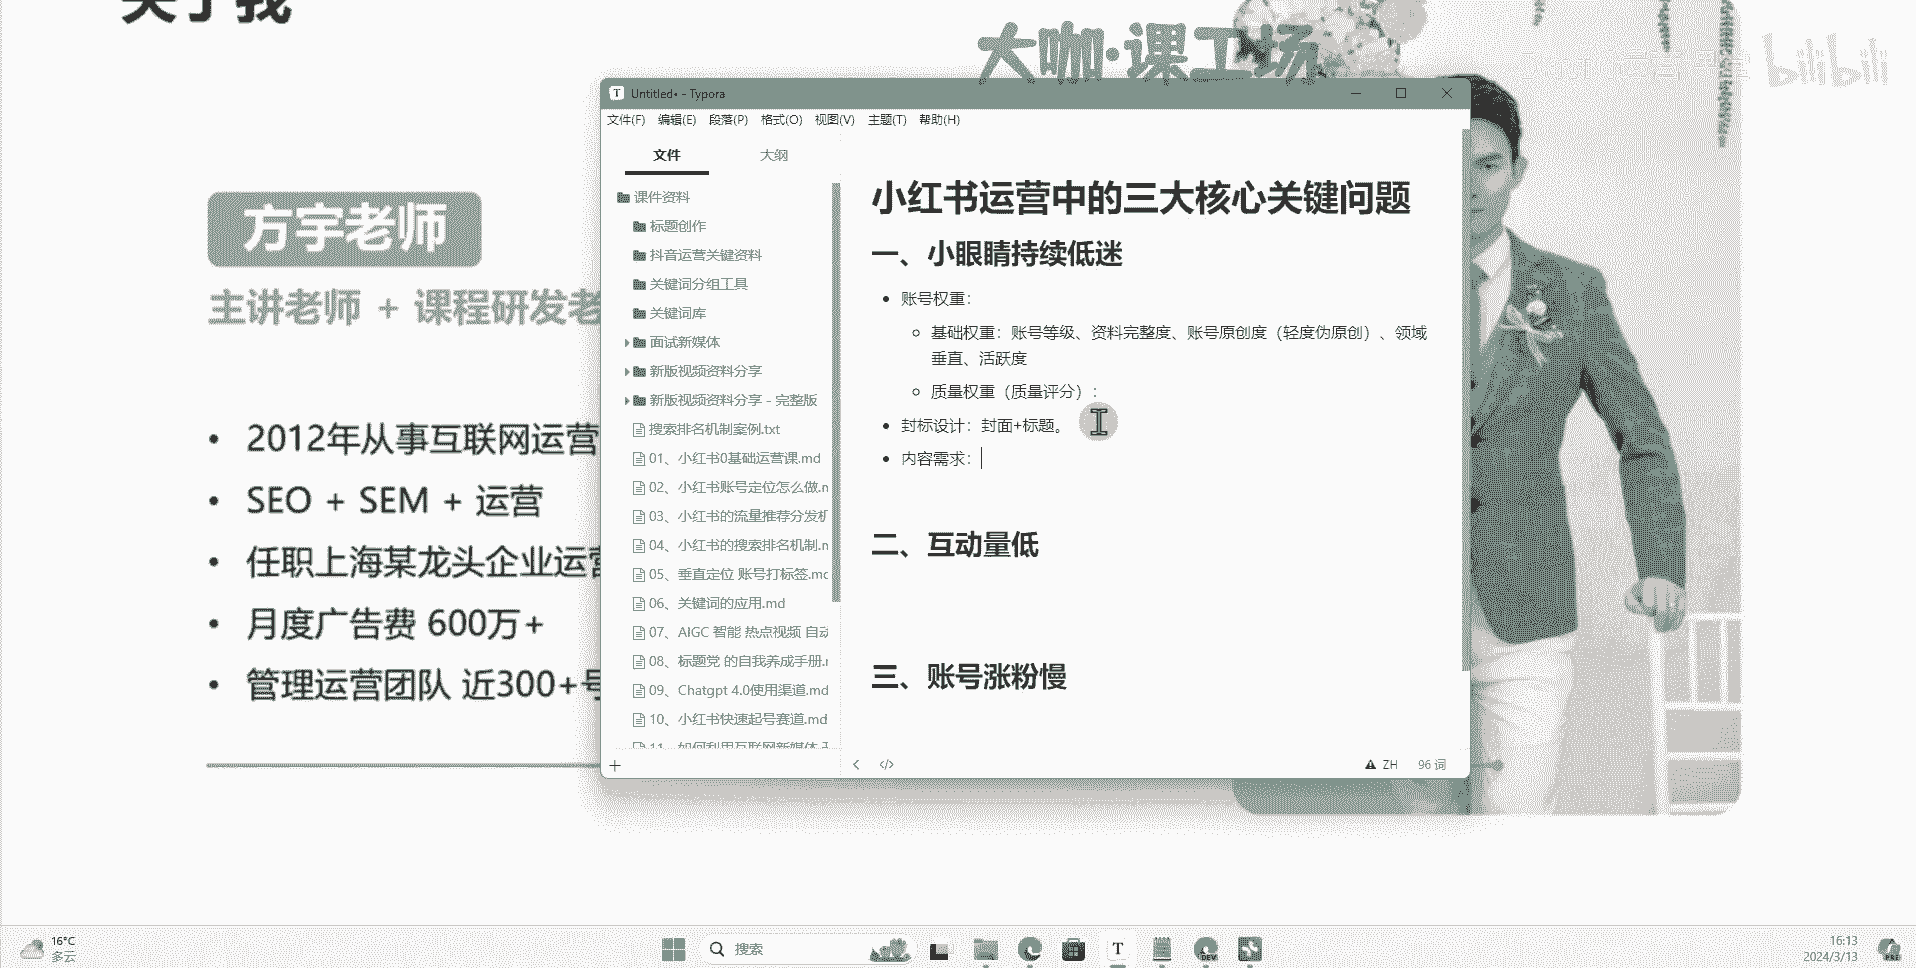 关于我
大咖·课工场
bilibili
方宇老师
主讲老师 + 课程研发老
2012年从事互联网运营
SEO + SEM + 运营
任职上海某龙头企业运营
月度广告费 600万+
管理运营团队 近300+号
Untitled• - Typora
文件(F) 编辑(E) 段落(P) 格式(O) 视图(V) 主题(T) 帮助(H)
文件 大纲
课件资料
标题创作
抖音运营关键资料
关键词分组工具
关键词库
面试新媒体
新版视频资料分享
新版视频资料分享 - 完整版
搜索排名机制案例.txt
01、小红书0基础运营课.md
02、小红书账号定位怎么做.m
03、小红书的流量推荐分发机
04、小红书的搜索排名机制.m
05、垂直定位 账号打标签.md
06、关键词的应用.md
07、AIGC 智能 热点视频 自动
08、标题党 的自我养成手册.m
09、Chatgpt 4.0使用渠道.md
10、小红书快速起号赛道.md
11、如何利用互联网新媒体
小红书运营中的三大核心关键问题
一、小眼睛持续低迷
账号权重：
基础权重：账号等级、资料完整度、账号原创度（轻度伪原创）、领域
垂直、活跃度
质量权重（质量评分）：
封标设计：封面+标题。
内容需求：
二、互动量低
三、账号涨粉慢
ZH 96 词
16°C
多云
搜索
T
DEV
16:13
2024/3/13
PRE